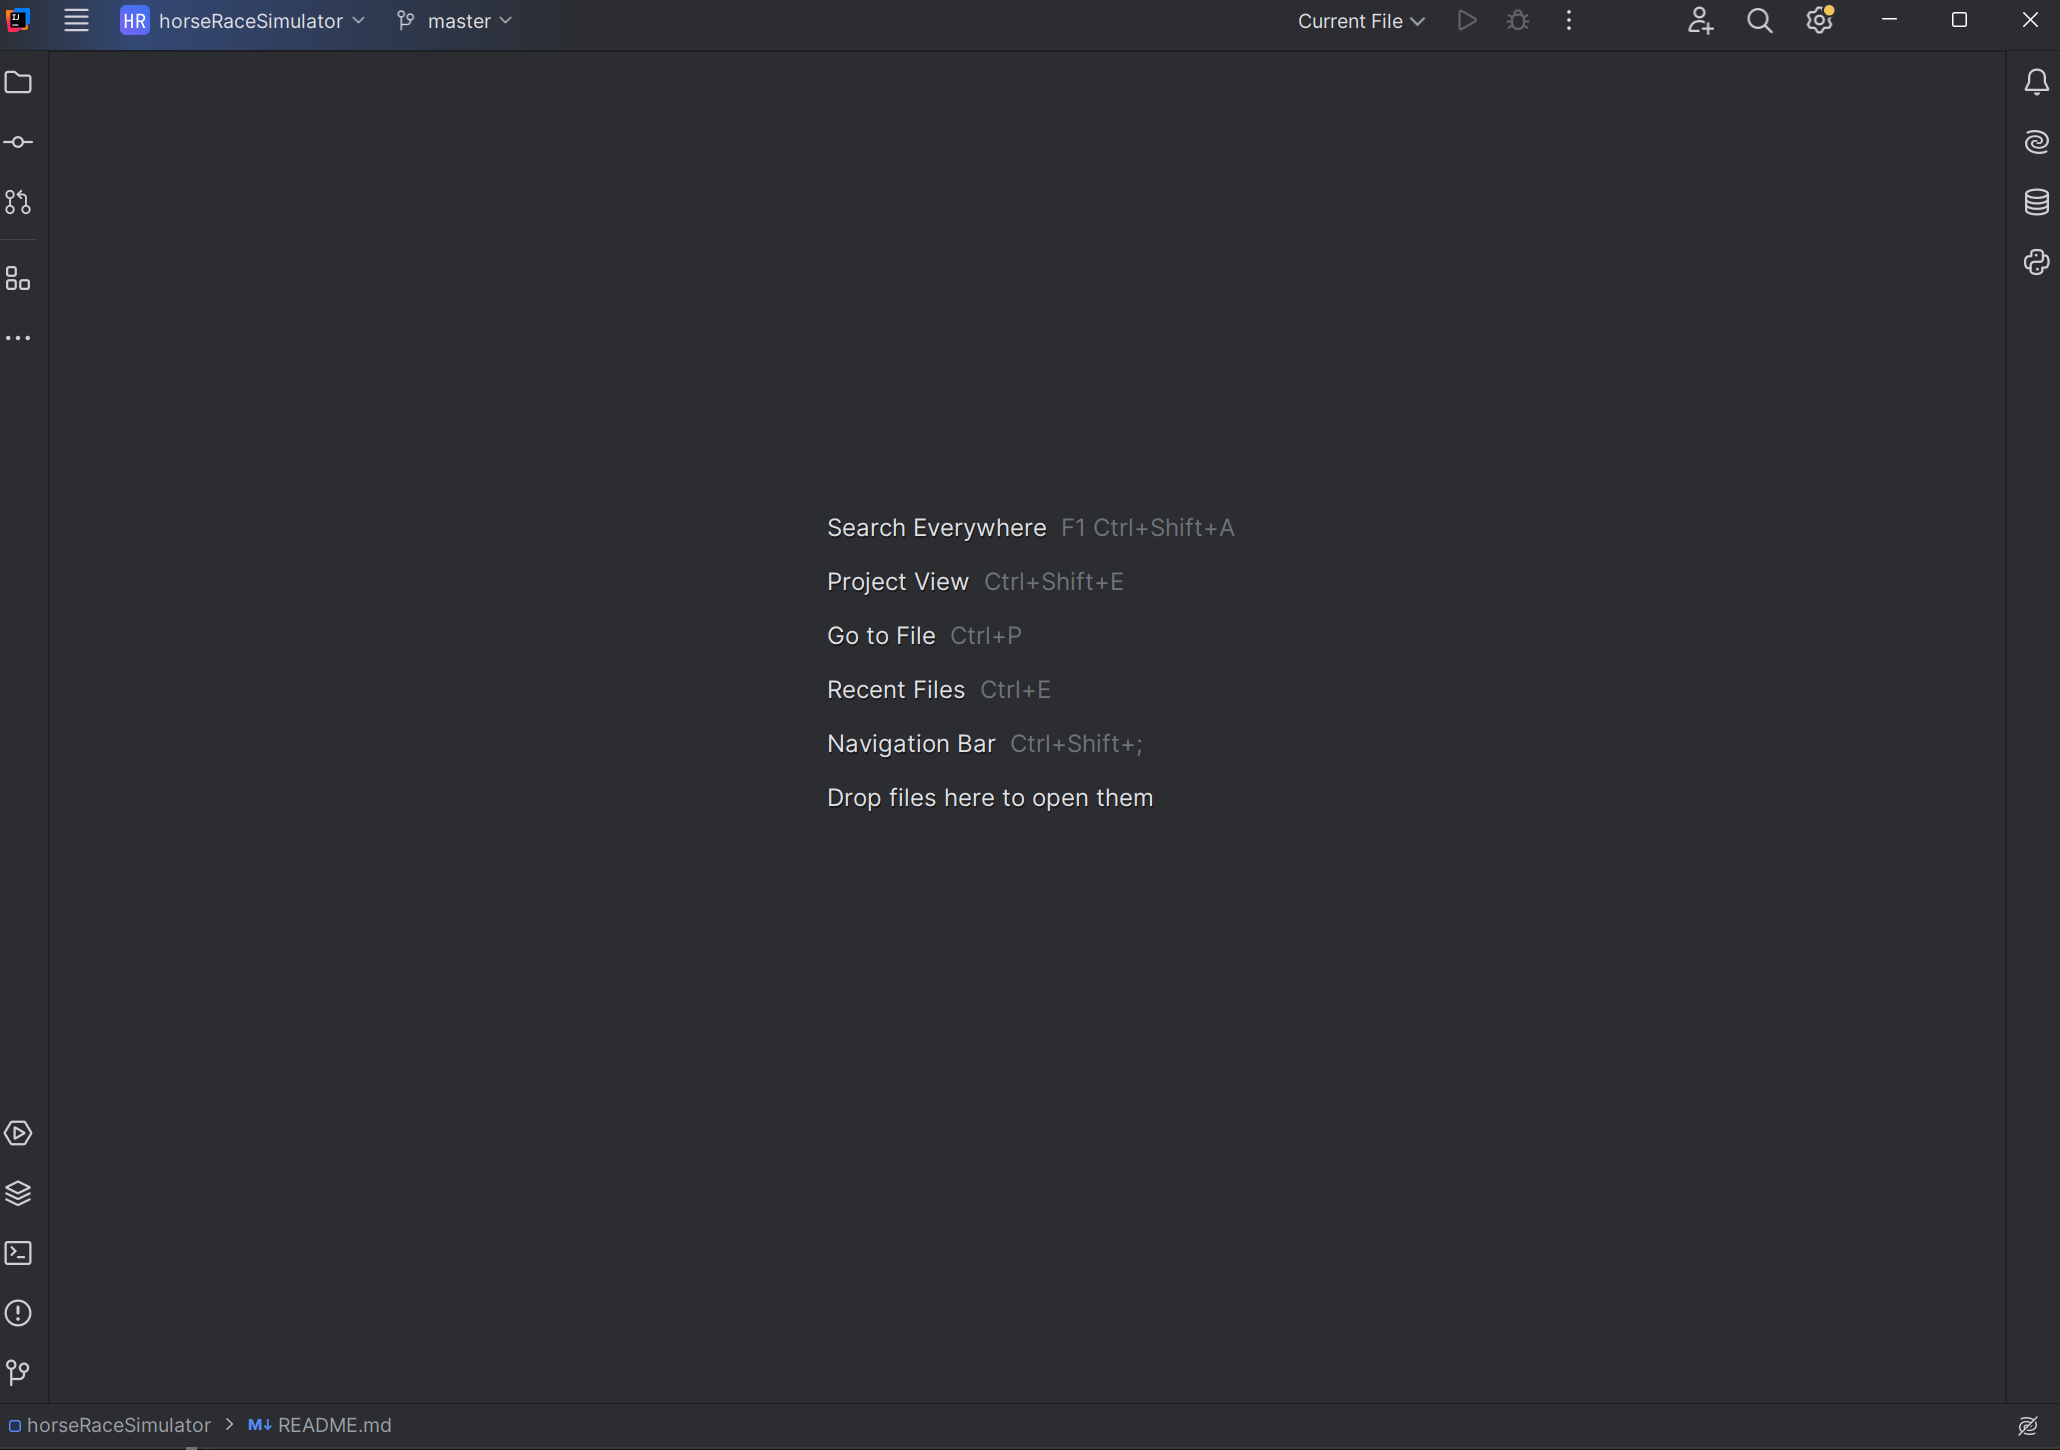 HR horseRaceSimulator master Current File
Search Everywhere F1 Ctrl+Shift+A
Project View Ctrl+Shift+E
Go to File Ctrl+P
Recent Files Ctrl+E
Navigation Bar Ctrl+Shift+;
Drop files here to open them
horseRaceSimulator > M↓ README.md